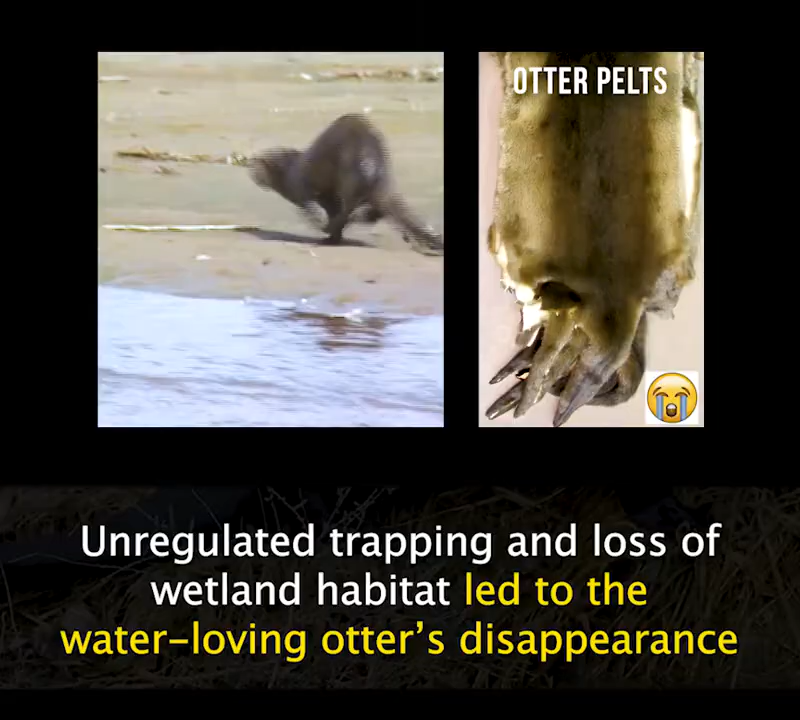 OTTER PELTS
Unregulated trapping and loss of
wetland habitat led to the
water-loving otter's disappearance